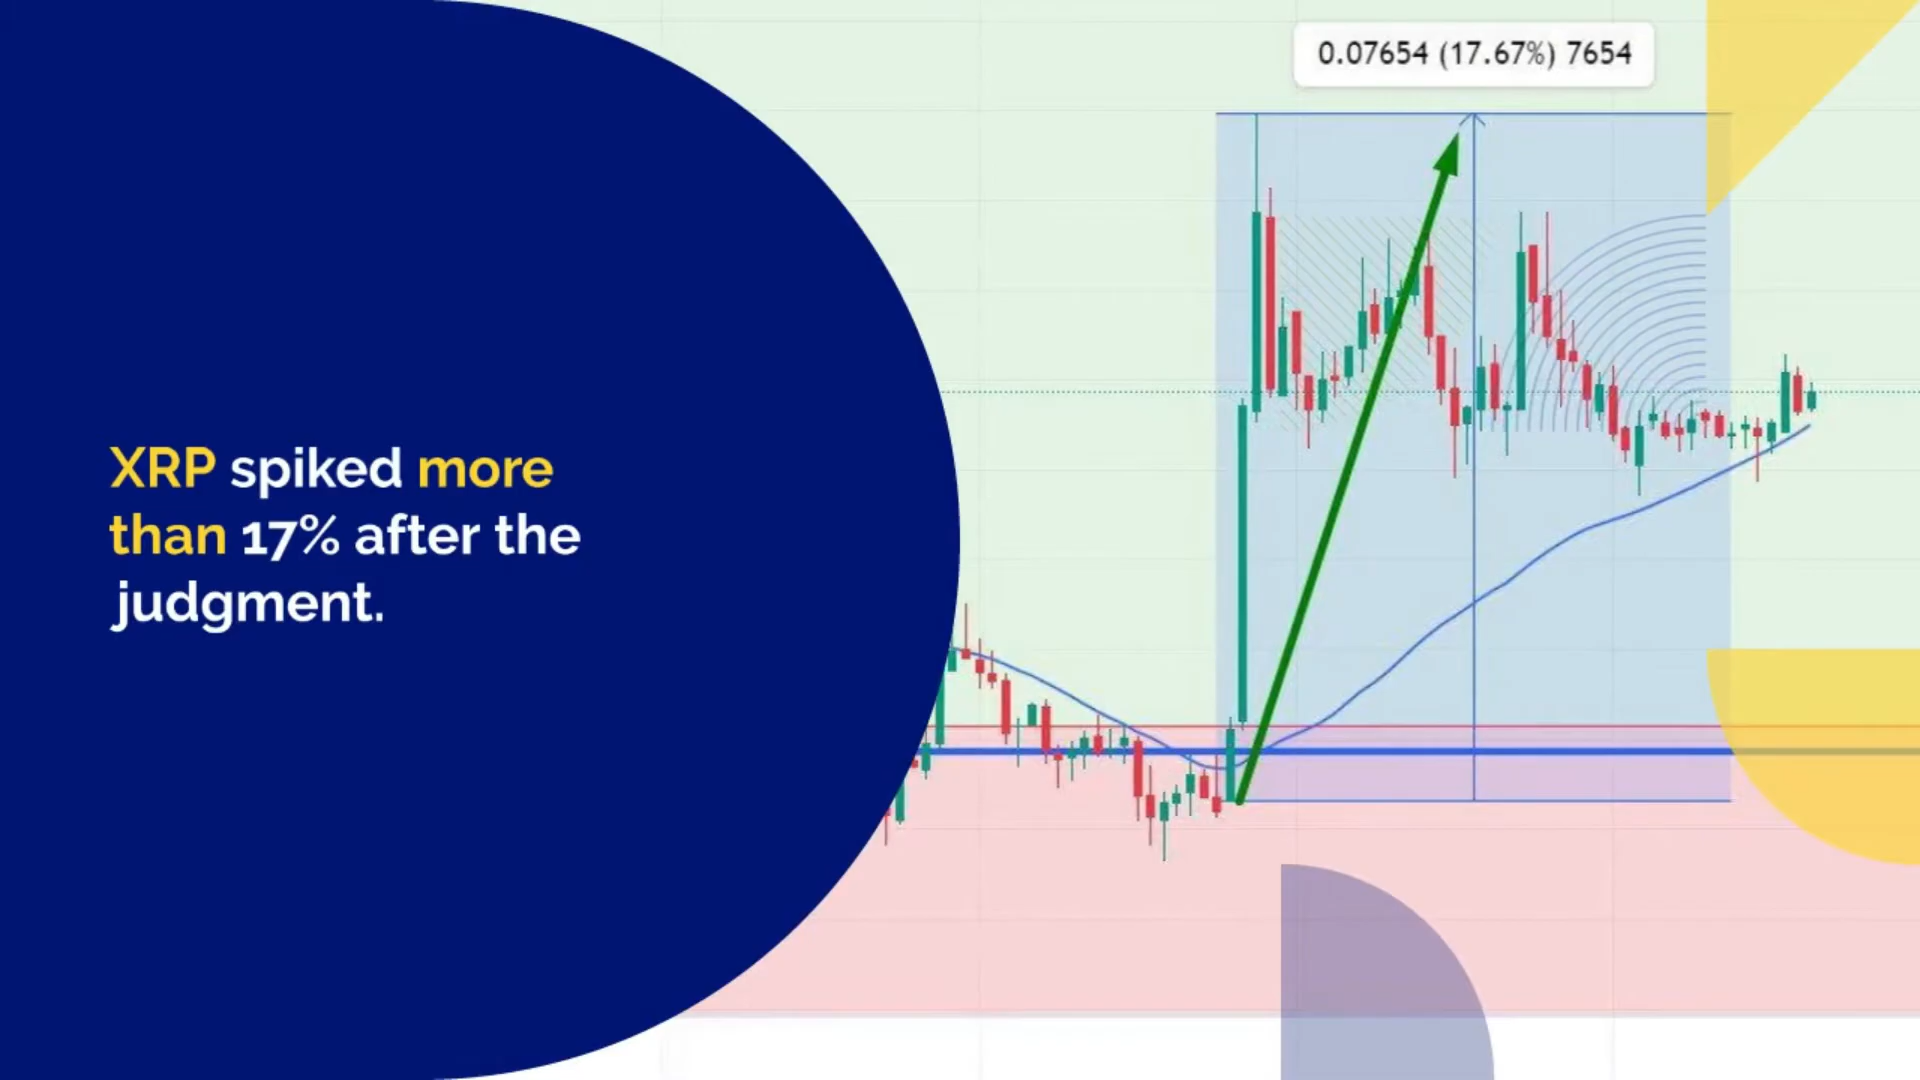 XRP spiked more
than 17% after the
judgment.
0.07654 (17.67%) 7654